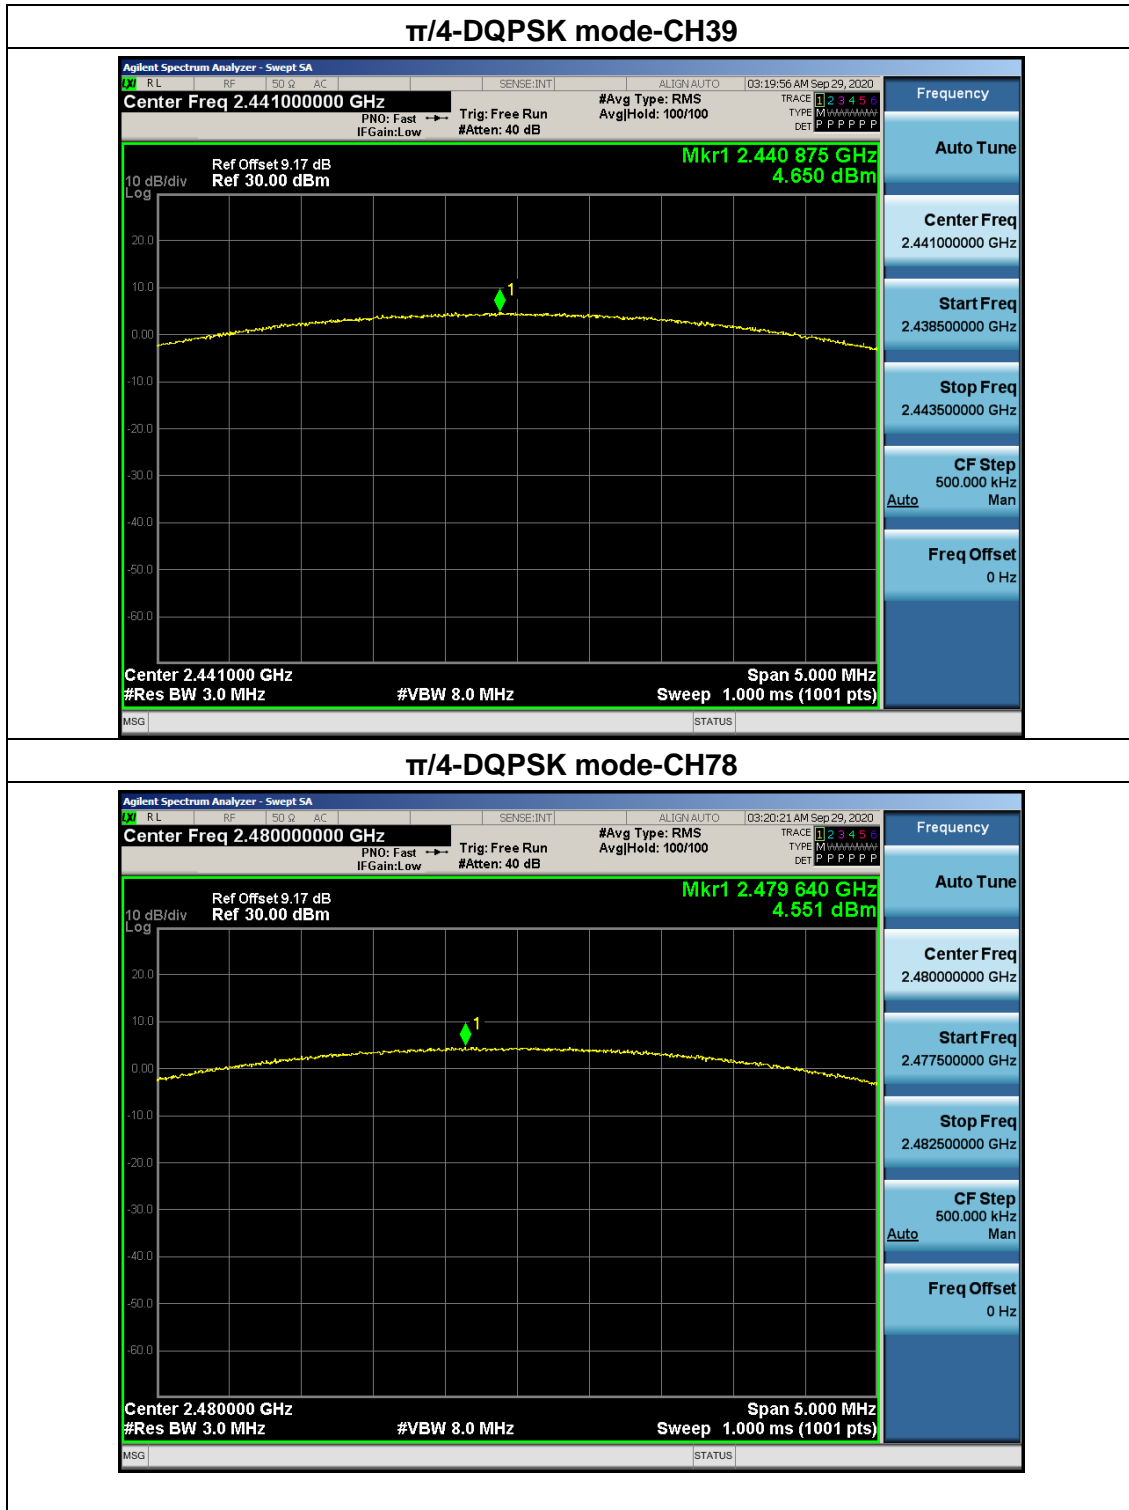 π/4-DQPSK mode-CH39
Agilent Spectrum Analyzer - Swept SA
LXI RL RF 50 Ω AC SENSE:INT ALIGN AUTO 03:19:56 AM Sep 29, 2020
Center Freq 2.441000000 GHz
PNO: Fast
IFGain:Low
Trig: Free Run
#Atten: 40 dB
#Avg Type: RMS
Avg|Hold: 100/100
TRACE 1 2 3 4 5 6
TYPE M
DET P P P P P P
Frequency
Ref Offset 9.17 dB
10 dB/div Ref 30.00 dBm
Log
Mkr1 2.440 875 GHz
4.650 dBm
20.0
10.0
0.00
-10.0
-20.0
-30.0
-40.0
-50.0
-60.0
1
Auto Tune
Center Freq
2.441000000 GHz
Start Freq
2.438500000 GHz
Stop Freq
2.443500000 GHz
CF Step
500.000 kHz
Auto Man
Freq Offset
0 Hz
Center 2.441000 GHz Span 5.000 MHz
#Res BW 3.0 MHz #VBW 8.0 MHz Sweep 1.000 ms (1001 pts)
MSG STATUS
π/4-DQPSK mode-CH78
Agilent Spectrum Analyzer - Swept SA
LXI RL RF 50 Ω AC SENSE:INT ALIGN AUTO 03:20:21 AM Sep 29, 2020
Center Freq 2.480000000 GHz
PNO: Fast
IFGain:Low
Trig: Free Run
#Atten: 40 dB
#Avg Type: RMS
Avg|Hold: 100/100
TRACE 1 2 3 4 5 6
TYPE M
DET P P P P P P
Frequency
Ref Offset 9.17 dB
10 dB/div Ref 30.00 dBm
Log
Mkr1 2.479 640 GHz
4.551 dBm
20.0
10.0
0.00
-10.0
-20.0
-30.0
-40.0
-50.0
-60.0
1
Auto Tune
Center Freq
2.480000000 GHz
Start Freq
2.477500000 GHz
Stop Freq
2.482500000 GHz
CF Step
500.000 kHz
Auto Man
Freq Offset
0 Hz
Center 2.480000 GHz Span 5.000 MHz
#Res BW 3.0 MHz #VBW 8.0 MHz Sweep 1.000 ms (1001 pts)
MSG STATUS